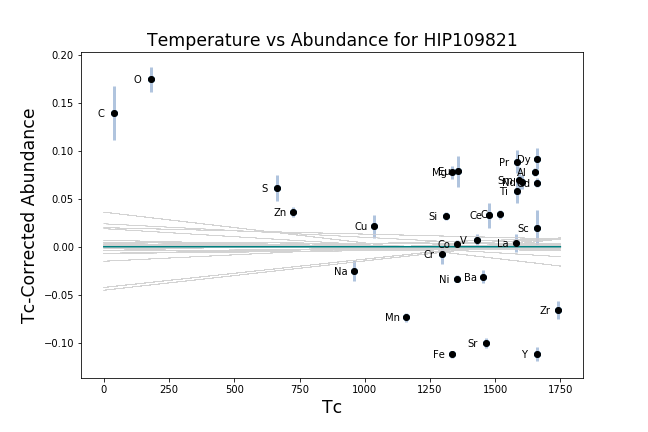 Temperature vs Abundance for HIP109821
0.20
0.15
0.10
0.05
0.00
−0.05
−0.10
Tc-Corrected Abundance
O
C
S
Zn
Cu
Na
Mn
Fe
Si
Co
Cr
Ni
V
Ba
Sr
Ce
La
Pr
Dy
Al
Ti
Sc
Y
Zr
Mg
0
250
500
750
1000
1250
1500
1750
Tc